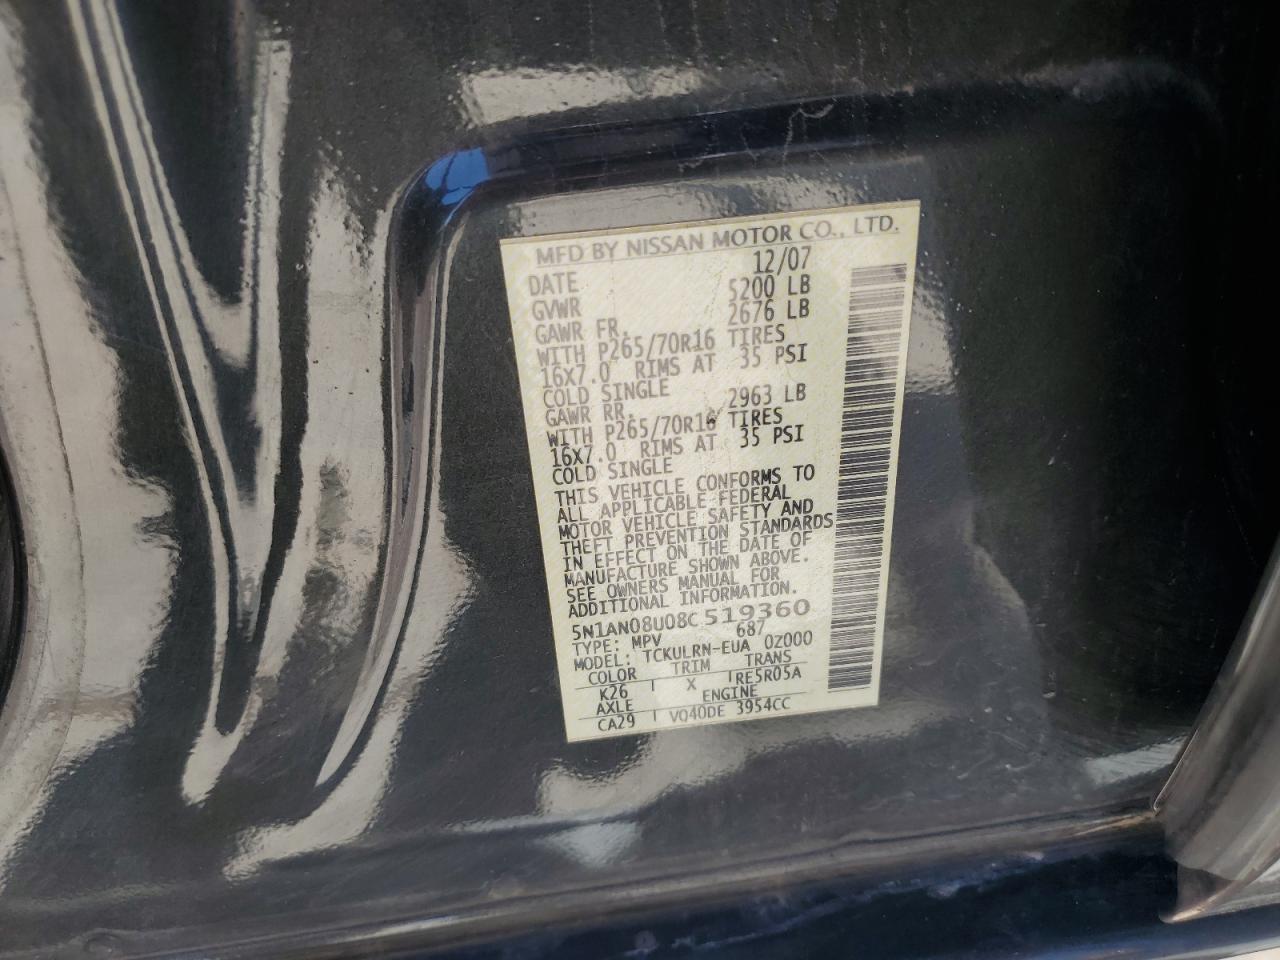 MFD BY NISSAN MOTOR CO., LTD.
DATE 12/07
GVWR 5200 LB
GAWR FR. 2676 LB
WITH P265/70R16 TIRES
16X7.0 RIMS AT 35 PSI
COLD SINGLE
GAWR RR. 2963 LB
WITH P265/70R16 TIRES
16X7.0 RIMS AT 35 PSI
COLD SINGLE
THIS VEHICLE CONFORMS TO
ALL APPLICABLE FEDERAL
MOTOR VEHICLE SAFETY AND
THEFT PREVENTION STANDARDS
IN EFFECT ON THE DATE OF
MANUFACTURE SHOWN ABOVE.
SEE OWNERS MANUAL FOR
ADDITIONAL INFORMATION.
5N1AN08U08C519360
TYPE: MPV 687
MODEL: TCKULRN-EUA 0Z000
COLOR TRIM TRANS
K26 X RE5R05A
AXLE ENGINE
CA29 VQ40DE 3954CC